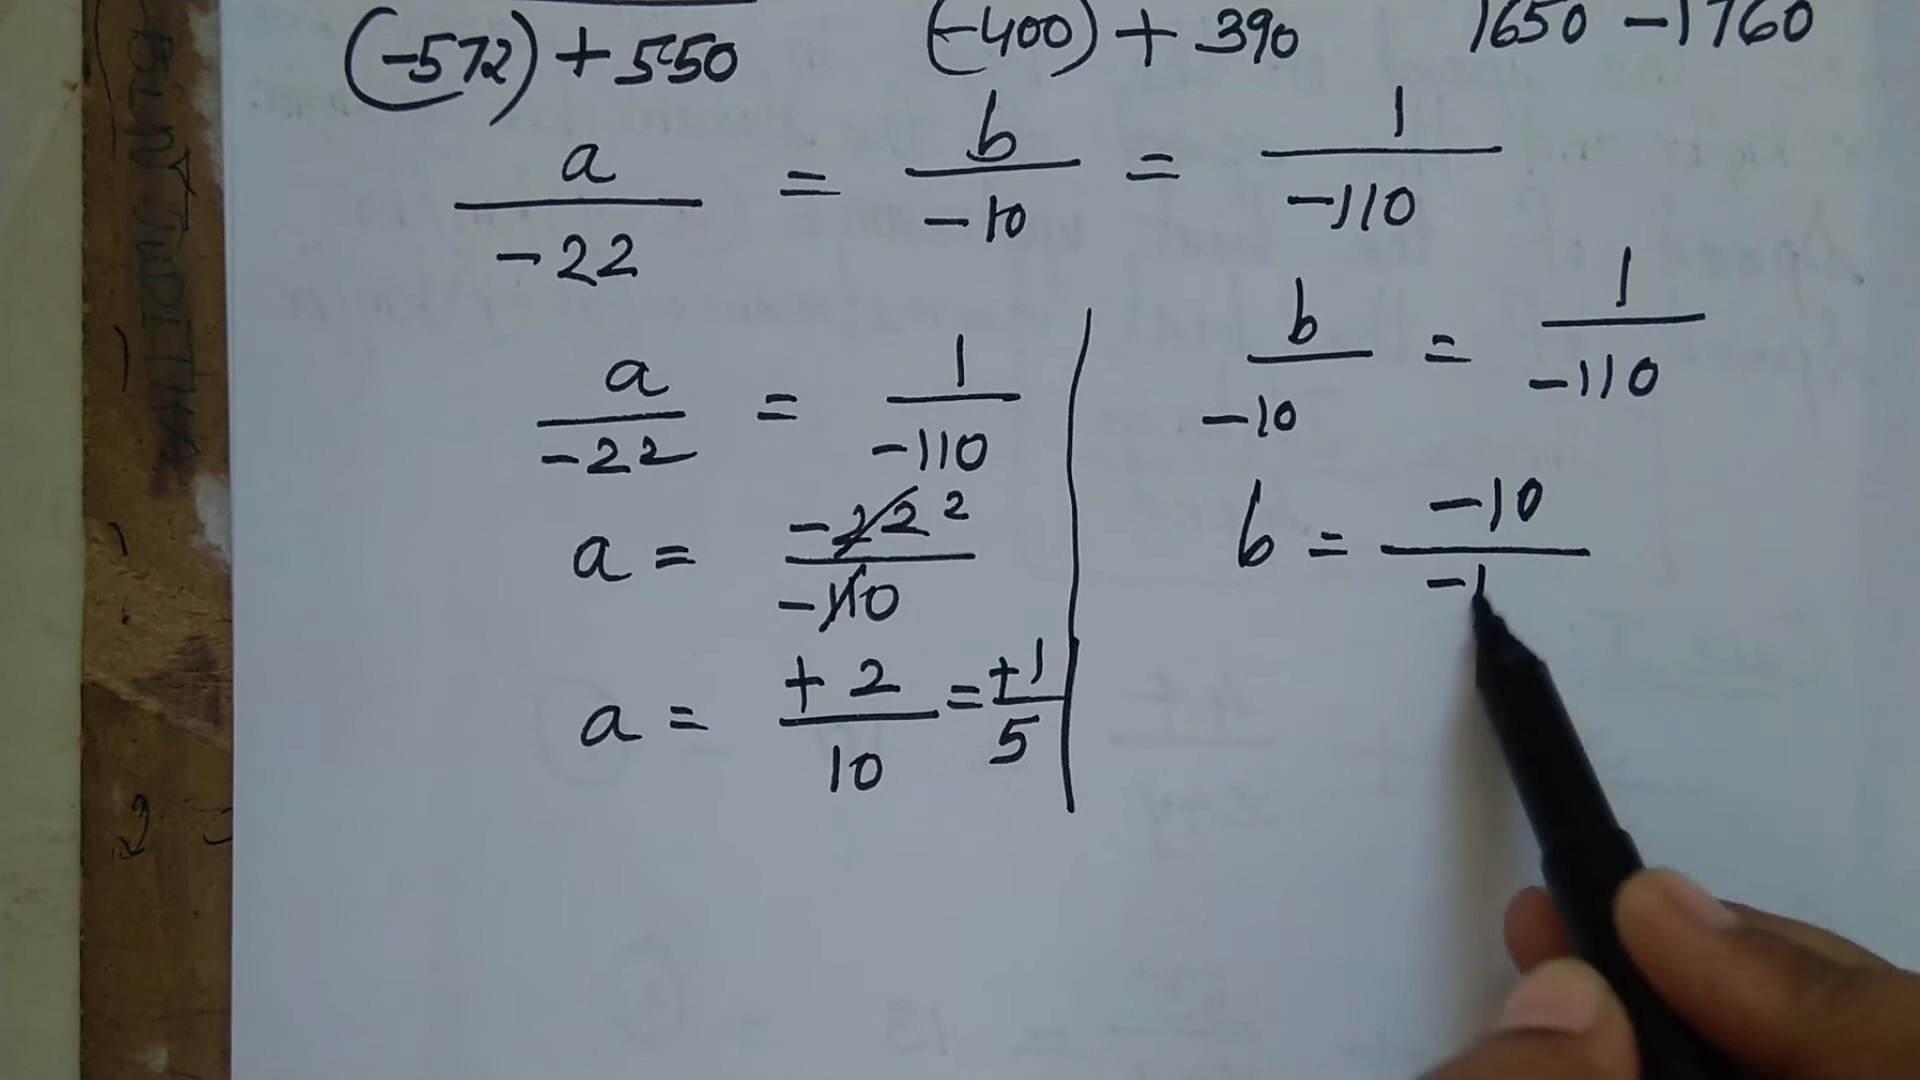 (-572) + 550 (-400) + 390 1650 - 1760
a/-22 = b/-10 = 1/-110
a/-22 = 1/-110
a = -22 2/-110
a = +2/10 = +1/5
b/-10 = 1/-110
b = -10/-1